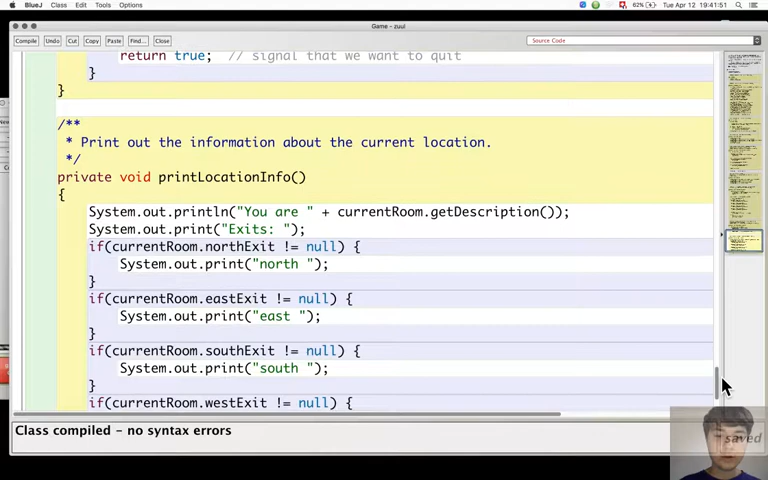 BlueJ Class Edit Tools Options 62% Tue Apr 12 19:41:51
Game - zuul
Compile Undo Cut Copy Paste Find... Close Source Code
return true;  // signal that we want to quit
}
}
/**
* Print out the information about the current location.
*/
private void printLocationInfo()
{
System.out.println("You are " + currentRoom.getDescription());
System.out.print("Exits: ");
if(currentRoom.northExit != null) {
System.out.print("north ");
}
if(currentRoom.eastExit != null) {
System.out.print("east ");
}
if(currentRoom.southExit != null) {
System.out.print("south ");
}
if(currentRoom.westExit != null) {
Class compiled - no syntax errors
saved